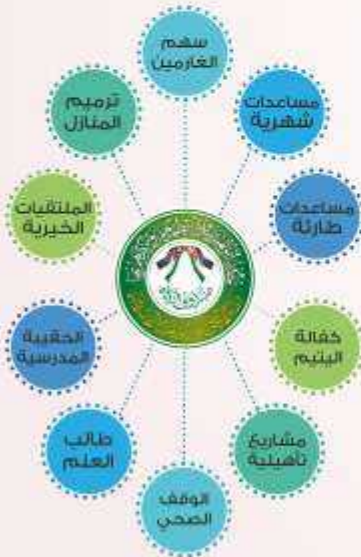 سهم
الغارمين
مساعدات
شهرية
مساعدات
طارئة
كفالة
اليتيم
مشاريع
تأهيلية
الوقف
الصحي
طالب
العلم
الحقيبة
المدرسية
الملتقيات
الخيرية
ترميم
المنازل